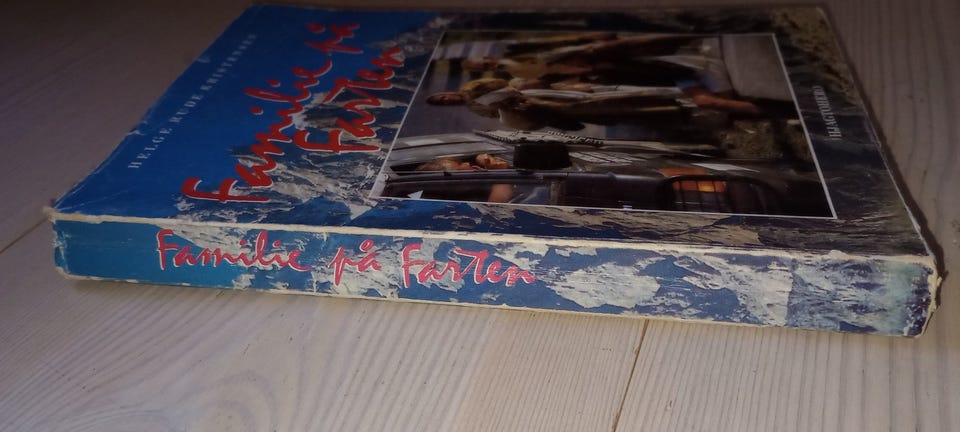 HELGE RUDE KRISTENSEN
Familie på
Farten
Familie på Farten